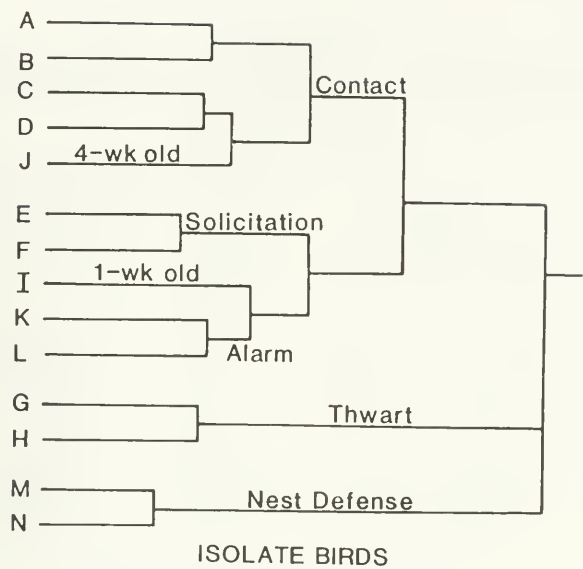 A
B
Contact
C
D
4-wk old
J
E
Solicitation
F
1-wk old
I
K
Alarm
L
G
Thwart
H
M
Nest Defense
N
ISOLATE BIRDS